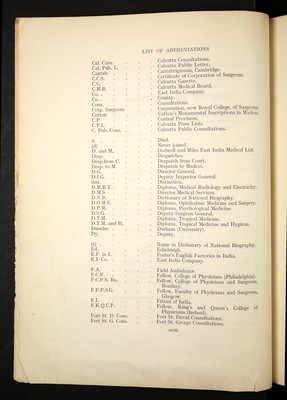 LIST OF ABBREVIATIONS
Cal. Cons. . . . Calcutta Consultations.
Cal. Pub. L. . . . Calcutta Public Letter.
Cantab. . . . Cantabrigiensis, Cambridge.
C.C.S. . . . Certificate of Corporation of Surgeons.
C.G. . . . Calcutta Gazette.
C.M.B. . . . Calcutta Medical Board.
Co. . . . East India Company.
Co. . . . County.
Cons. . . . Consultations.
Corp. Surgeons . . . Corporation, now Royal College, of Surgeons.
Cotton . . . Cotton's Monumental Inscriptions in Madras.
C.P. . . . Central Provinces.
C.P.L. . . . Calcutta Press Lists.
C. Pub. Cons. . . . Calcutta Public Consultations.
d. . . . Died.
(d) . . . Never joined.
D. and M. . . . Dodwell and Miles East India Medical List.
Desp. . . . Despatches.
Desp. from C. . . . Despatch from Court.
Desp. to M. . . . Despatch to Madras.
D.G. . . . Director General.
D.I.G. . . . Deputy Inspector General.
dist. . . . Distinction.
D.M.R.E. . . . Diploma, Medical Radiology and Electricity.
D.M.S. . . . Director Medical Services.
D.N.B. . . . Dictionary of National Biography.
D.O.M.S. . . . Diploma, Ophthalmic Medicine and Surgery.
D.P.M. . . . Diploma, Psychological Medicine.
D.S.G. . . . Deputy Surgeon General.
D.T.M. . . . Diploma, Tropical Medicine.
D.T.M. and H. . . . Diploma, Tropical Medicine and Hygiene.
Dunelm . . . Durham (University).
Dy. . . . Deputy.
(e) . . . Name in Dictionary of National Biography.
Ed. . . . Edinburgh.
E.F. in I. . . . Foster's English Factories in India.
E.I. Co. . . . East India Company.
F.A. . . . Field Ambulance.
F.C.P. . . . Fellow, College of Physicians (Philadelphia).
F.C.P.S. Bo. . . . Fellow, College of Physicians and Surgeons,
Bombay.
F.F.P.S.G. . . . Fellow, Faculty of Physicians and Surgeons,
Glasgow.
F.I. . . . Friend of India.
F.K.Q.C.P. . . . Fellow, King's and Queen's College of
Physicians (Ireland).
Fort St. D. Cons. . . . Fort St. David Consultations.
Fort St. G. Cons. . . . Fort St. George Consultations.
xviii